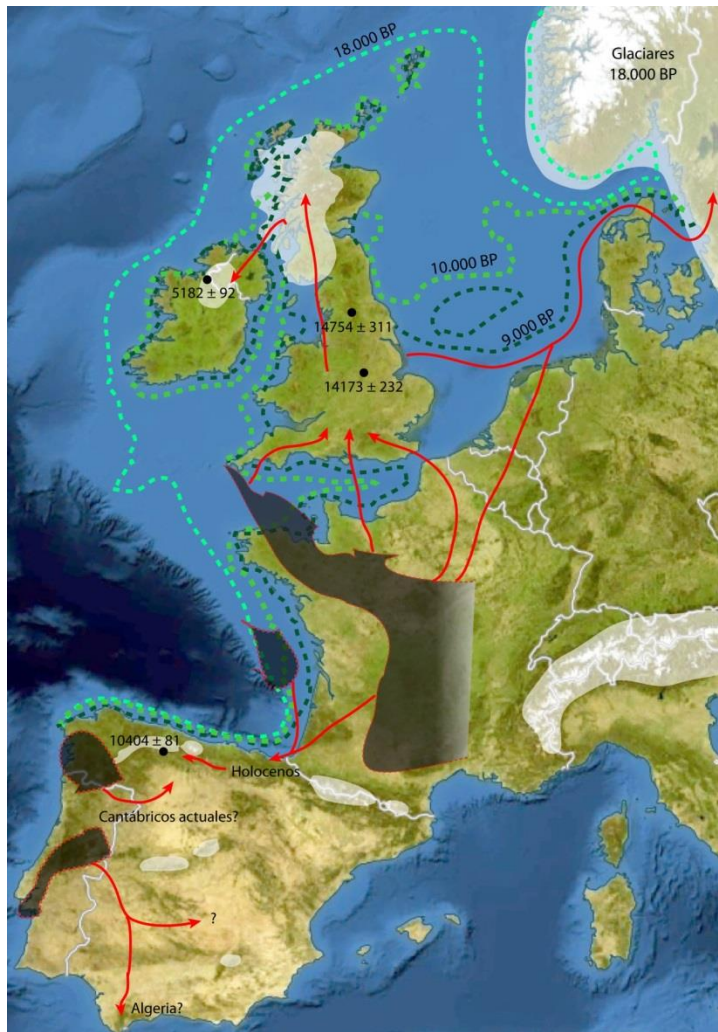 18.000 BP
Glaciares
18.000 BP
10.000 BP
5182 ± 92
14754 ± 311
9.000 BP
14173 ± 232
10404 ± 81
Holocenos
Cantábricos actuales?
?
Algeria?